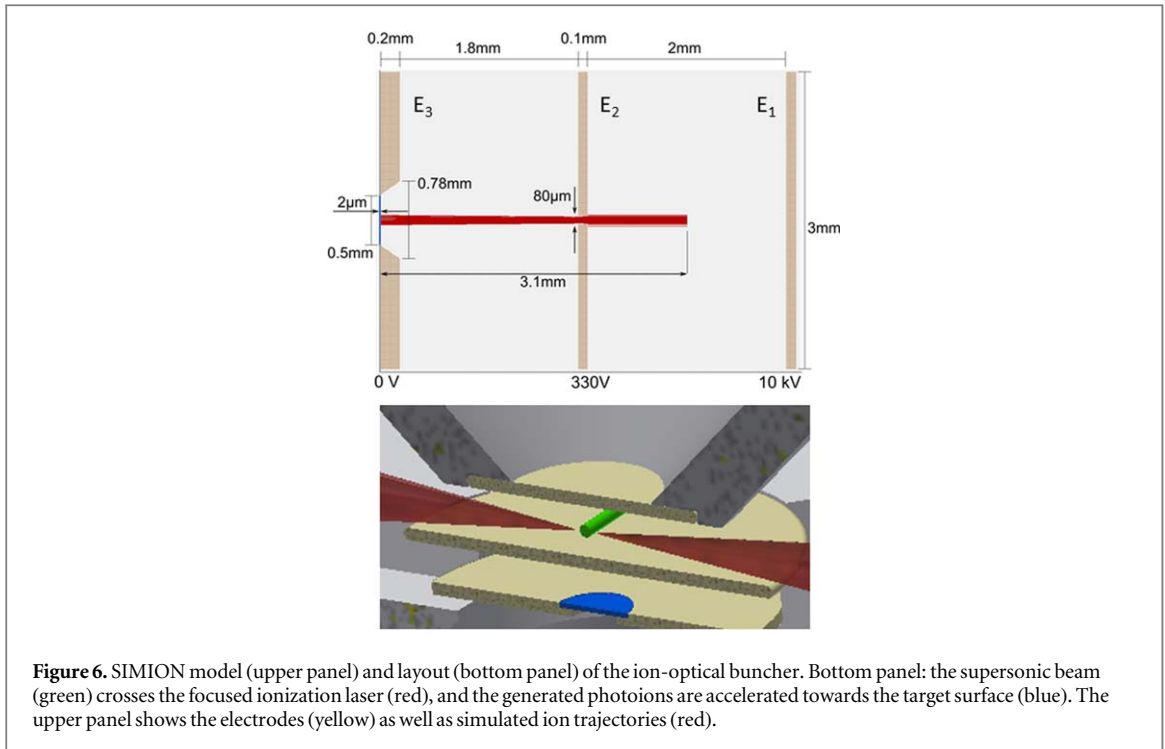 0.2mm
1.8mm
0.1mm
2mm
E3
E2
E1
0.78mm
80μm
2μm
3mm
0.5mm
3.1mm
0 V
330V
10 kV
Figure 6. SIMION model (upper panel) and layout (bottom panel) of the ion-optical buncher. Bottom panel: the supersonic beam
(green) crosses the focused ionization laser (red), and the generated photoions are accelerated towards the target surface (blue). The
upper panel shows the electrodes (yellow) as well as simulated ion trajectories (red).